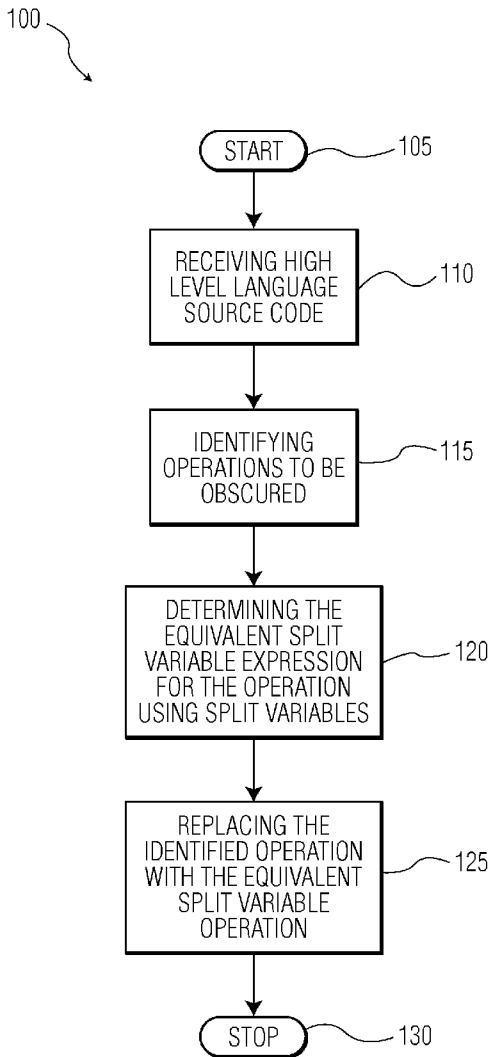 100
START
105
RECEIVING HIGH
LEVEL LANGUAGE
SOURCE CODE
110
IDENTIFYING
OPERATIONS TO BE
OBSCURED
115
DETERMINING THE
EQUIVALENT SPLIT
VARIABLE EXPRESSION
FOR THE OPERATION
USING SPLIT VARIABLES
120
REPLACING THE
IDENTIFIED OPERATION
WITH THE EQUIVALENT
SPLIT VARIABLE
OPERATION
125
STOP
130